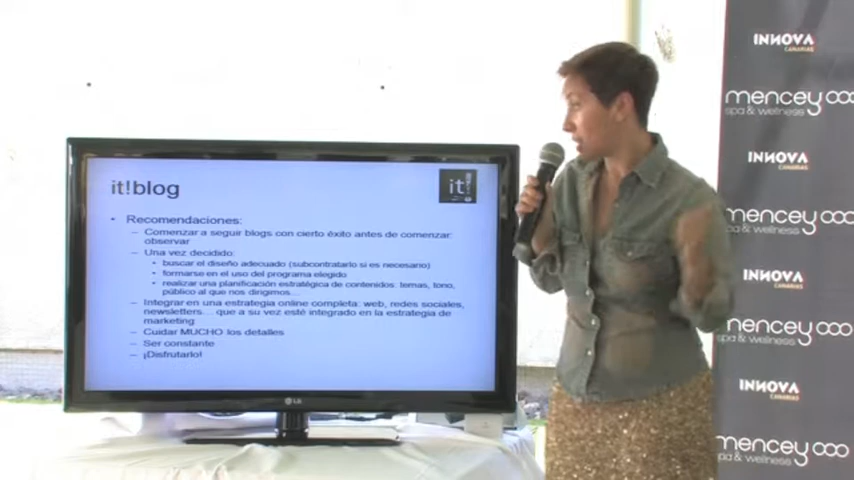 it!blog
it!
• Recomendaciones:
– Comenzar a seguir blogs con cierto éxito antes de comenzar:
observar
– Una vez decidido:
• buscar el diseño adecuado (subcontratarlo si es necesario)
• formarse en el uso del programa elegido
• realizar una planificación estratégica de contenidos: temas, tono,
público al que nos dirigimos...
– Integrar en una estrategia online completa: web, redes sociales,
newsletters... que a su vez esté integrado en la estrategia de
marketing
– Cuidar MUCHO los detalles
– Ser constante
– ¡Disfrutarlo!
LG
INNOVA
CANARIAS
mencey
spa & wellness
INNOVA
CANARIAS
mencey
spa & wellness
INNOVA
CANARIAS
mencey
spa & wellness
INNOVA
CANARIAS
mencey
spa & wellness